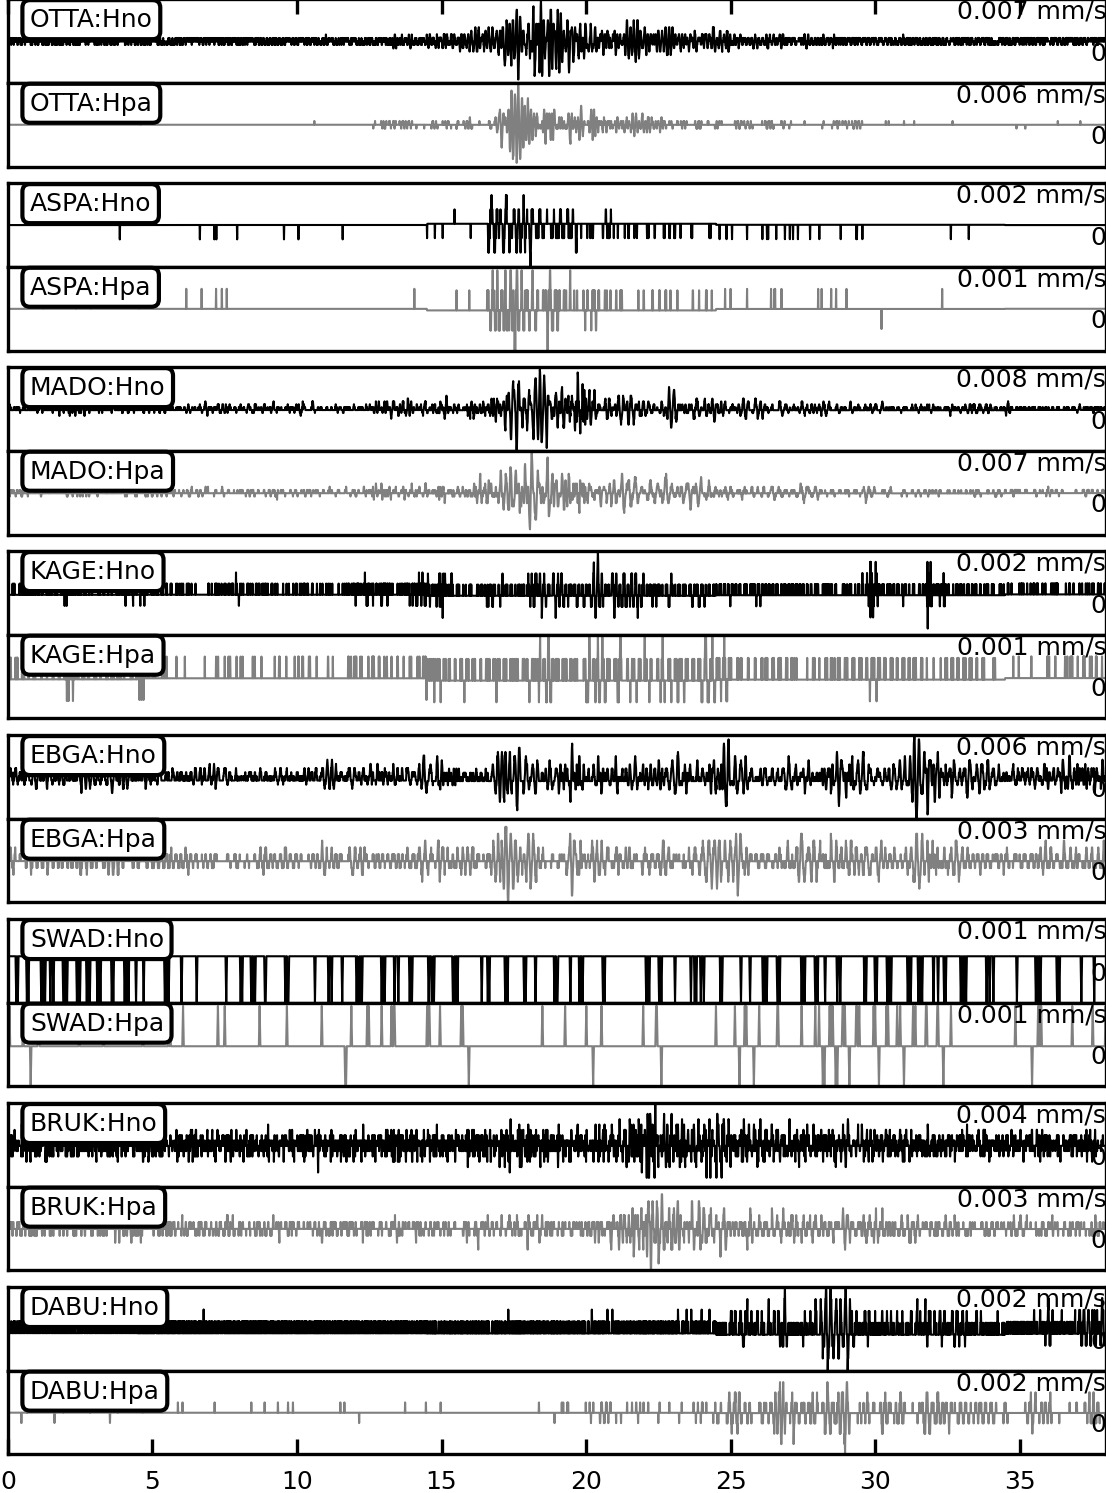 OTTA:Hno 0.007 mm/s
0
OTTA:Hpa 0.006 mm/s
0
ASPA:Hno 0.002 mm/s
0
ASPA:Hpa 0.001 mm/s
0
MADO:Hno 0.008 mm/s
0
MADO:Hpa 0.007 mm/s
0
KAGE:Hno 0.002 mm/s
0
KAGE:Hpa 0.001 mm/s
0
EBGA:Hno 0.006 mm/s
0
EBGA:Hpa 0.003 mm/s
0
SWAD:Hno 0.001 mm/s
0
SWAD:Hpa 0.001 mm/s
0
BRUK:Hno 0.004 mm/s
0
BRUK:Hpa 0.003 mm/s
0
DABU:Hno 0.002 mm/s
0
DABU:Hpa 0.002 mm/s
0
0 5 10 15 20 25 30 35